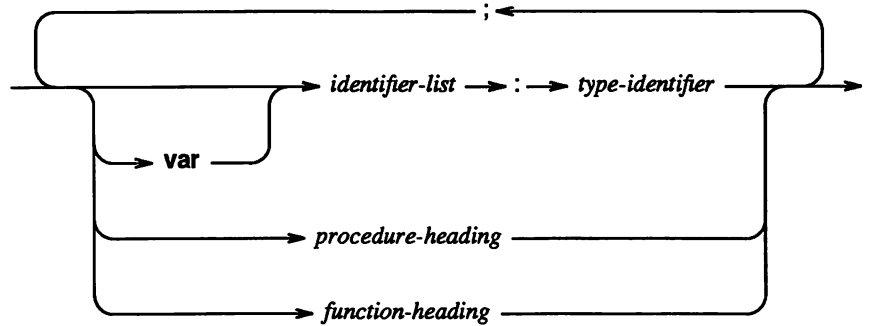 ;
identifier-list : type-identifier
var
procedure-heading
function-heading